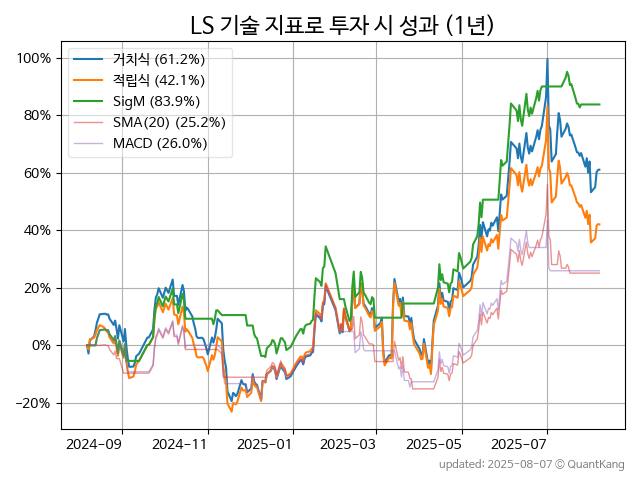 LS 기술 지표로 투자 시 성과 (1년)
거치식 (61.2%)
적립식 (42.1%)
SigM (83.9%)
SMA(20) (25.2%)
MACD (26.0%)
100%
80%
60%
40%
20%
0%
−20%
2024-09 2024-11 2025-01 2025-03 2025-05 2025-07
updated: 2025-08-07 © QuantKang